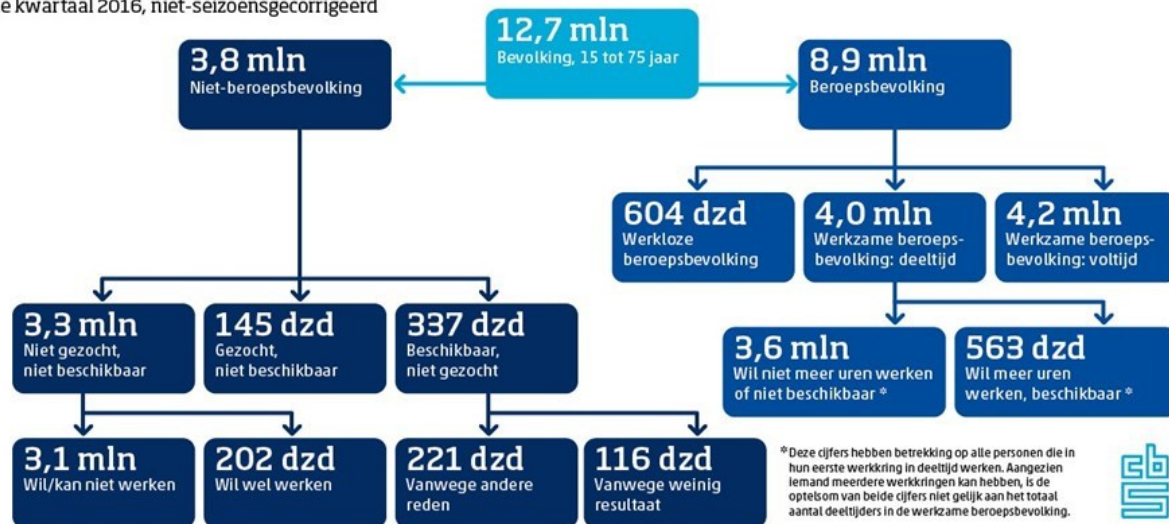 e kwartaal 2016, niet-seizoensgecorrigeerd
12,7 mln
Bevolking, 15 tot 75 jaar
3,8 mln
Niet-beroepsbevolking
8,9 mln
Beroepsbevolking
604 dzd
Werkloze
beroepsbevolking
4,0 mln
Werkzame beroeps-
bevolking: deeltijd
4,2 mln
Werkzame beroeps-
bevolking: voltijd
3,3 mln
Niet gezocht,
niet beschikbaar
145 dzd
Gezocht,
niet beschikbaar
337 dzd
Beschikbaar,
niet gezocht
3,6 mln
Wil niet meer uren werken
of niet beschikbaar *
563 dzd
Wil meer uren
werken, beschikbaar *
3,1 mln
Wil/kan niet werken
202 dzd
Wil wel werken
221 dzd
Vanwege andere
reden
116 dzd
Vanwege weinig
resultaat
* Deze cijfers hebben betrekking op alle personen die in
hun eerste werkkring in deeltijd werken. Aangezien
iemand meerdere werkkringen kan hebben, is de
optelsom van beide cijfers niet gelijk aan het totaal
aantal deeltijders in de werkzame beroepsbevolking.
cbs